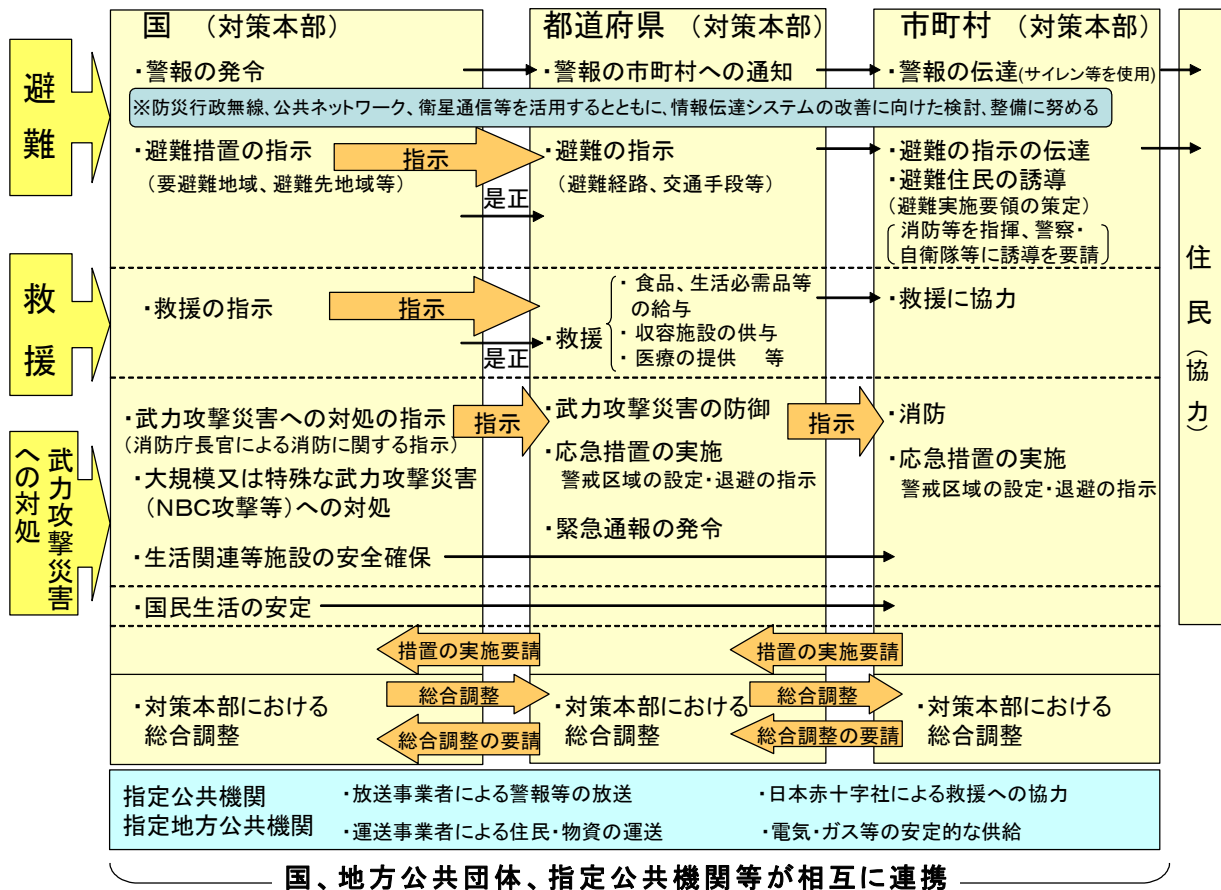 国 (対策本部)
都道府県 (対策本部)
市町村 (対策本部)
避難
・警報の発令
・警報の市町村への通知
・警報の伝達(サイレン等を使用)
※防災行政無線、公共ネットワーク、衛星通信等を活用するとともに、情報伝達システムの改善に向けた検討、整備に努める
・避難措置の指示
(要避難地域、避難先地域等)
指示
是正
・避難の指示
(避難経路、交通手段等)
・避難の指示の伝達
・避難住民の誘導
(避難実施要領の策定)
消防等を指揮、警察・
自衛隊等に誘導を要請
救援
・救援の指示
指示
是正
・救援
・食品、生活必需品等
の給与
・収容施設の供与
・医療の提供 等
・救援に協力
武力攻撃災害
への対処
・武力攻撃災害への対処の指示
(消防庁長官による消防に関する指示)
・大規模又は特殊な武力攻撃災害
(NBC攻撃等)への対処
指示
・武力攻撃災害の防御
・応急措置の実施
警戒区域の設定・退避の指示
・緊急通報の発令
指示
・消防
・応急措置の実施
警戒区域の設定・退避の指示
・生活関連等施設の安全確保
・国民生活の安定
措置の実施要請
措置の実施要請
・対策本部における
総合調整
総合調整
総合調整の要請
・対策本部における
総合調整
総合調整
総合調整の要請
・対策本部における
総合調整
住民(協力)
指定公共機関
指定地方公共機関
・放送事業者による警報等の放送
・日本赤十字社による救援への協力
・運送事業者による住民・物資の運送
・電気・ガス等の安定的な供給
国、地方公共団体、指定公共機関等が相互に連携